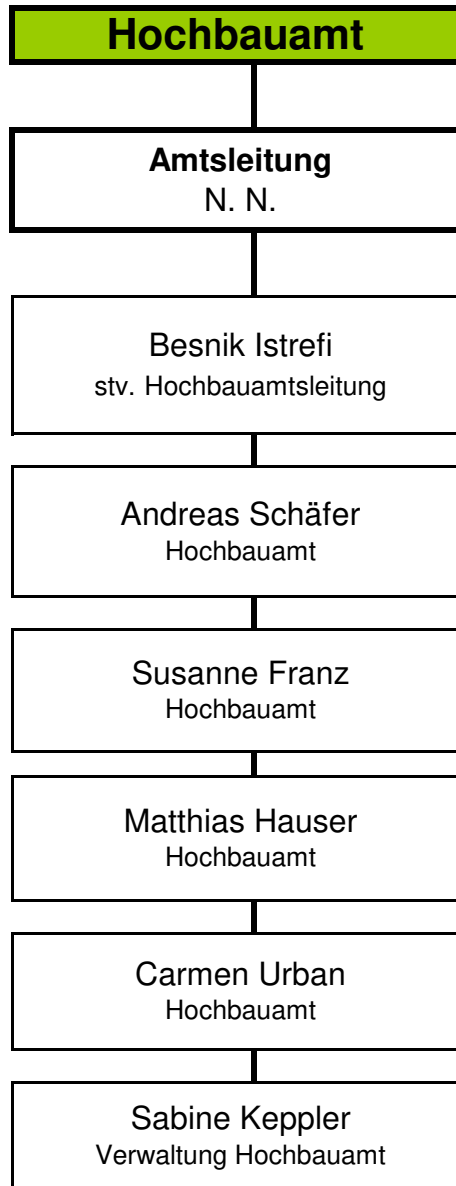 Hochbauamt
Amtsleitung
N. N.
Besnik Istrefi
stv. Hochbauamtsleitung
Andreas Schäfer
Hochbauamt
Susanne Franz
Hochbauamt
Matthias Hauser
Hochbauamt
Carmen Urban
Hochbauamt
Sabine Keppler
Verwaltung Hochbauamt